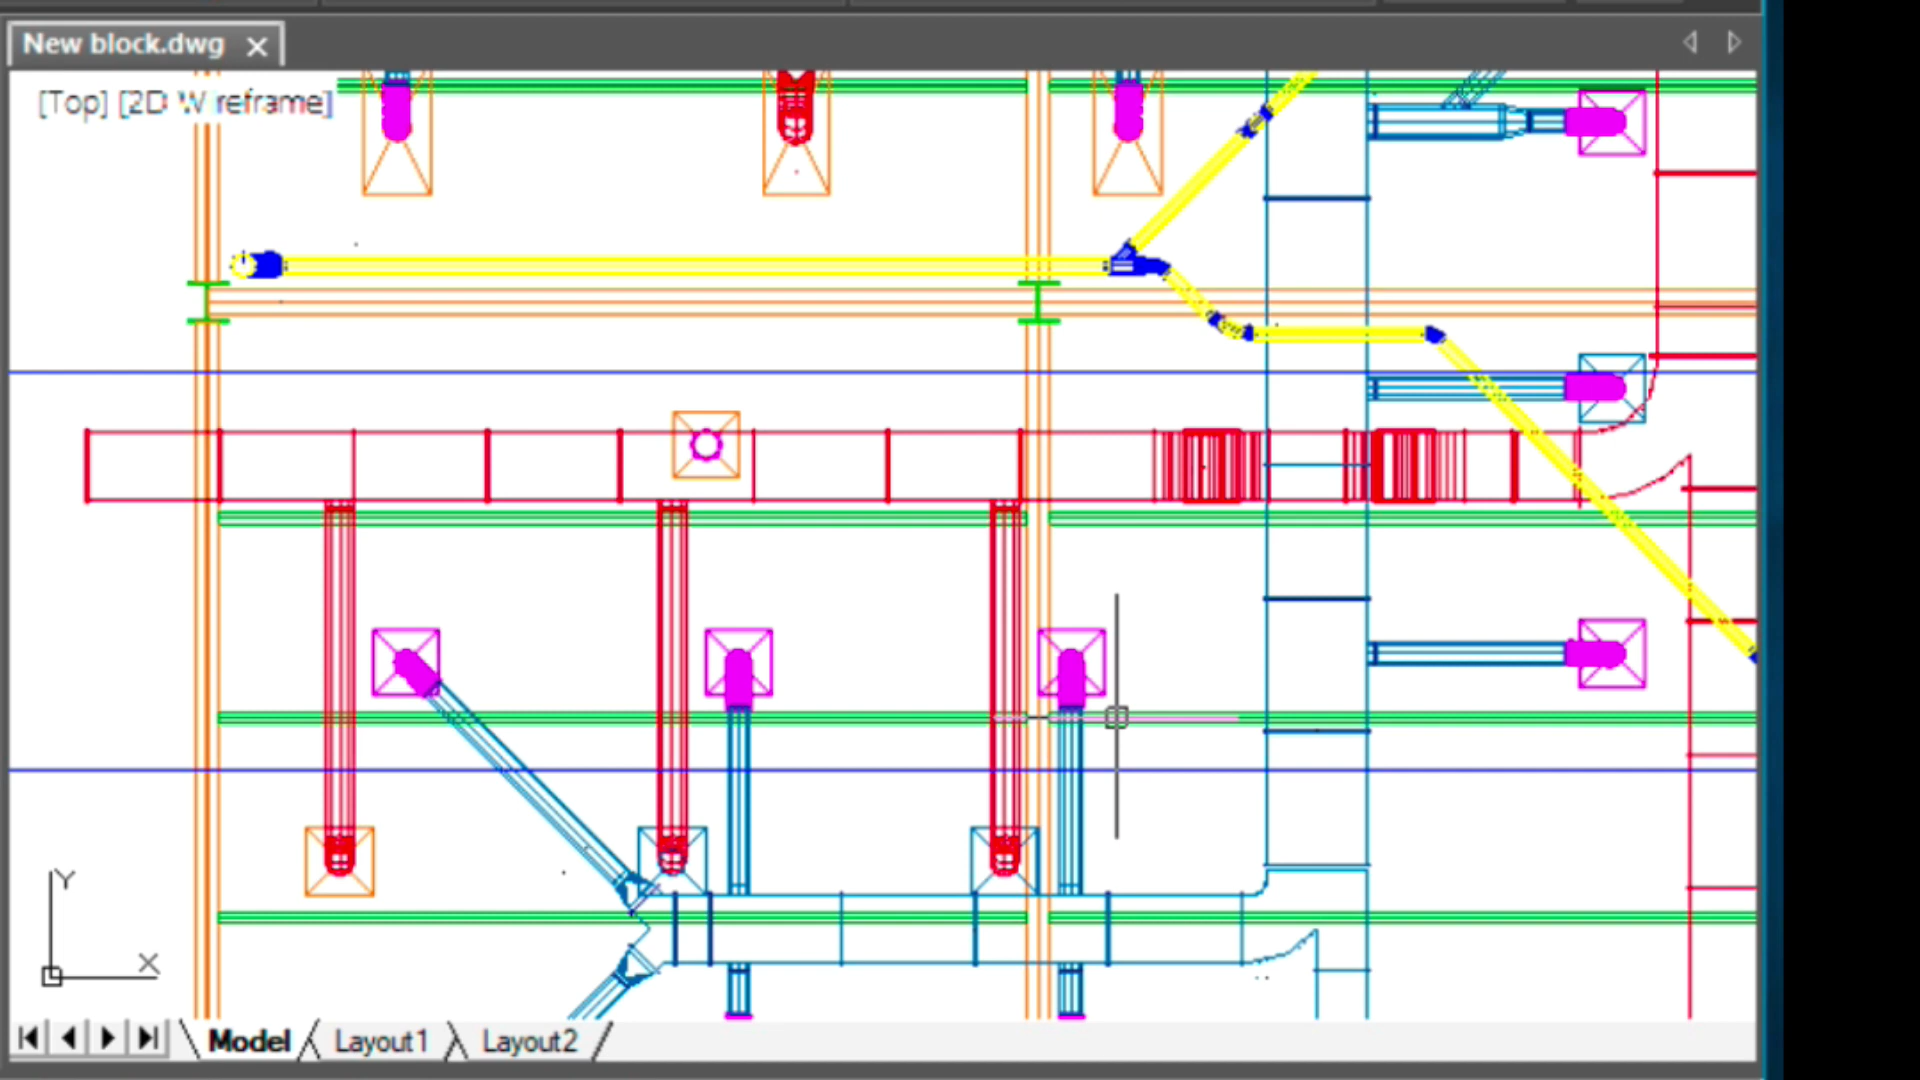 New block.dwg
[Top] [2D Wireframe]
Y
X
Model Layout1 Layout2